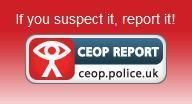 If you suspect it, report it!
CEOP REPORT
ceop.police.uk